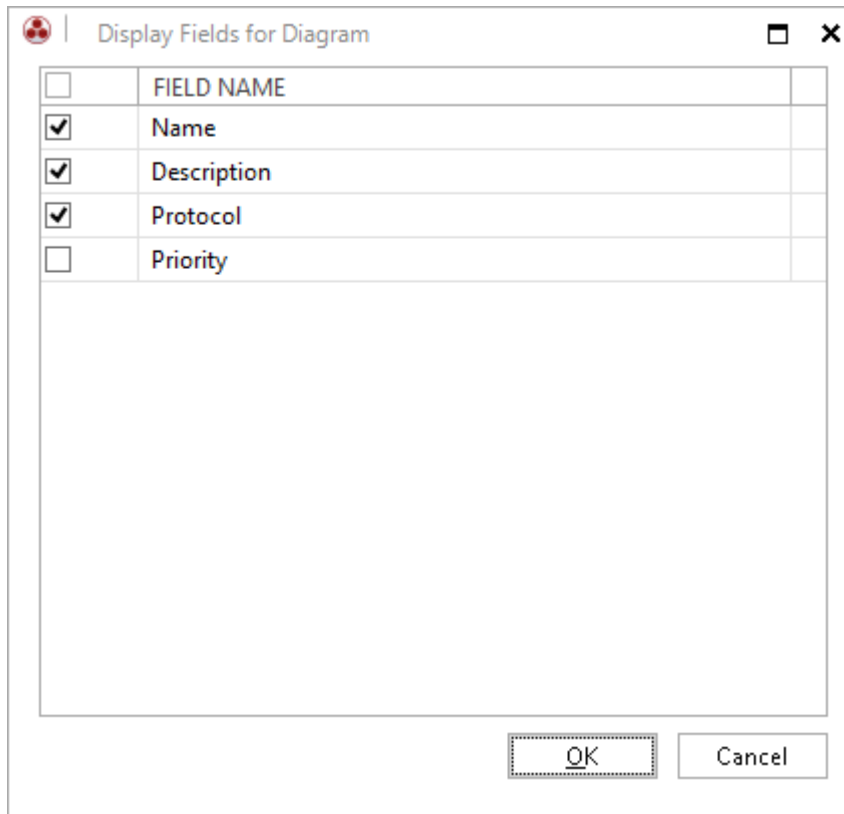 Display Fields for Diagram
FIELD NAME
Name
Description
Protocol
Priority
OK Cancel